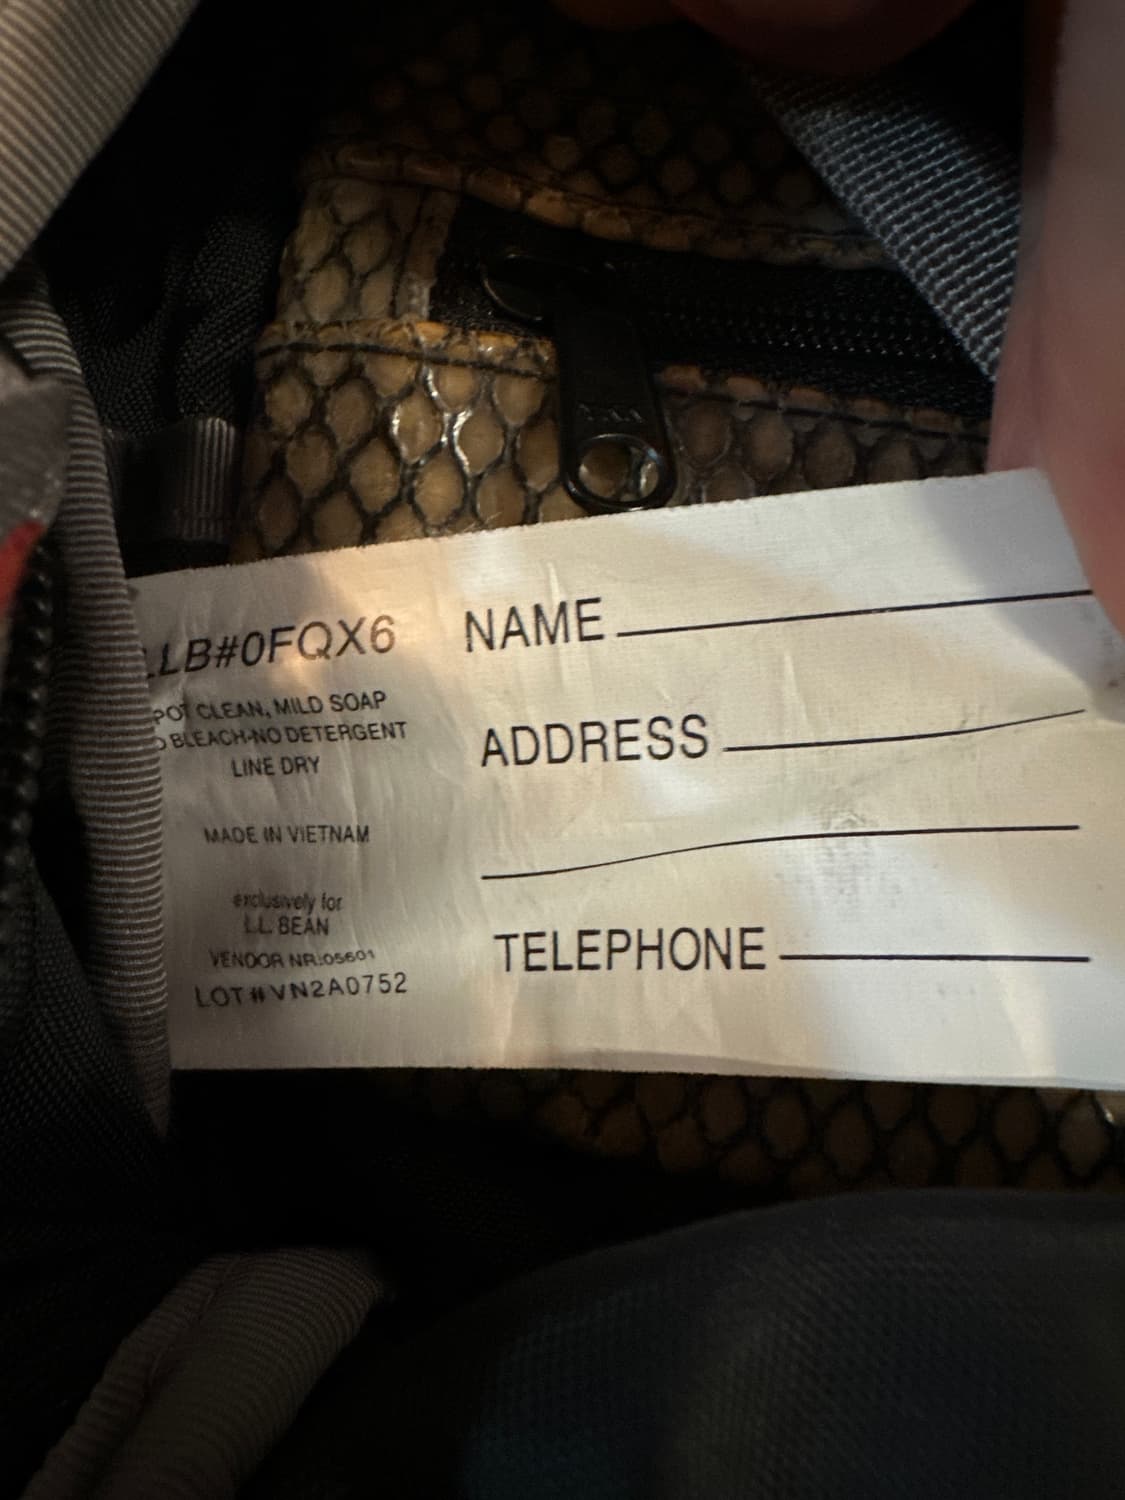 LLB#0FQX6
POT CLEAN, MILD SOAP
O BLEACH-NO DETERGENT
LINE DRY
MADE IN VIETNAM
exclusively for
L.L. BEAN
VENDOR NR:05601
LOT#VN2A0752
NAME
ADDRESS
TELEPHONE